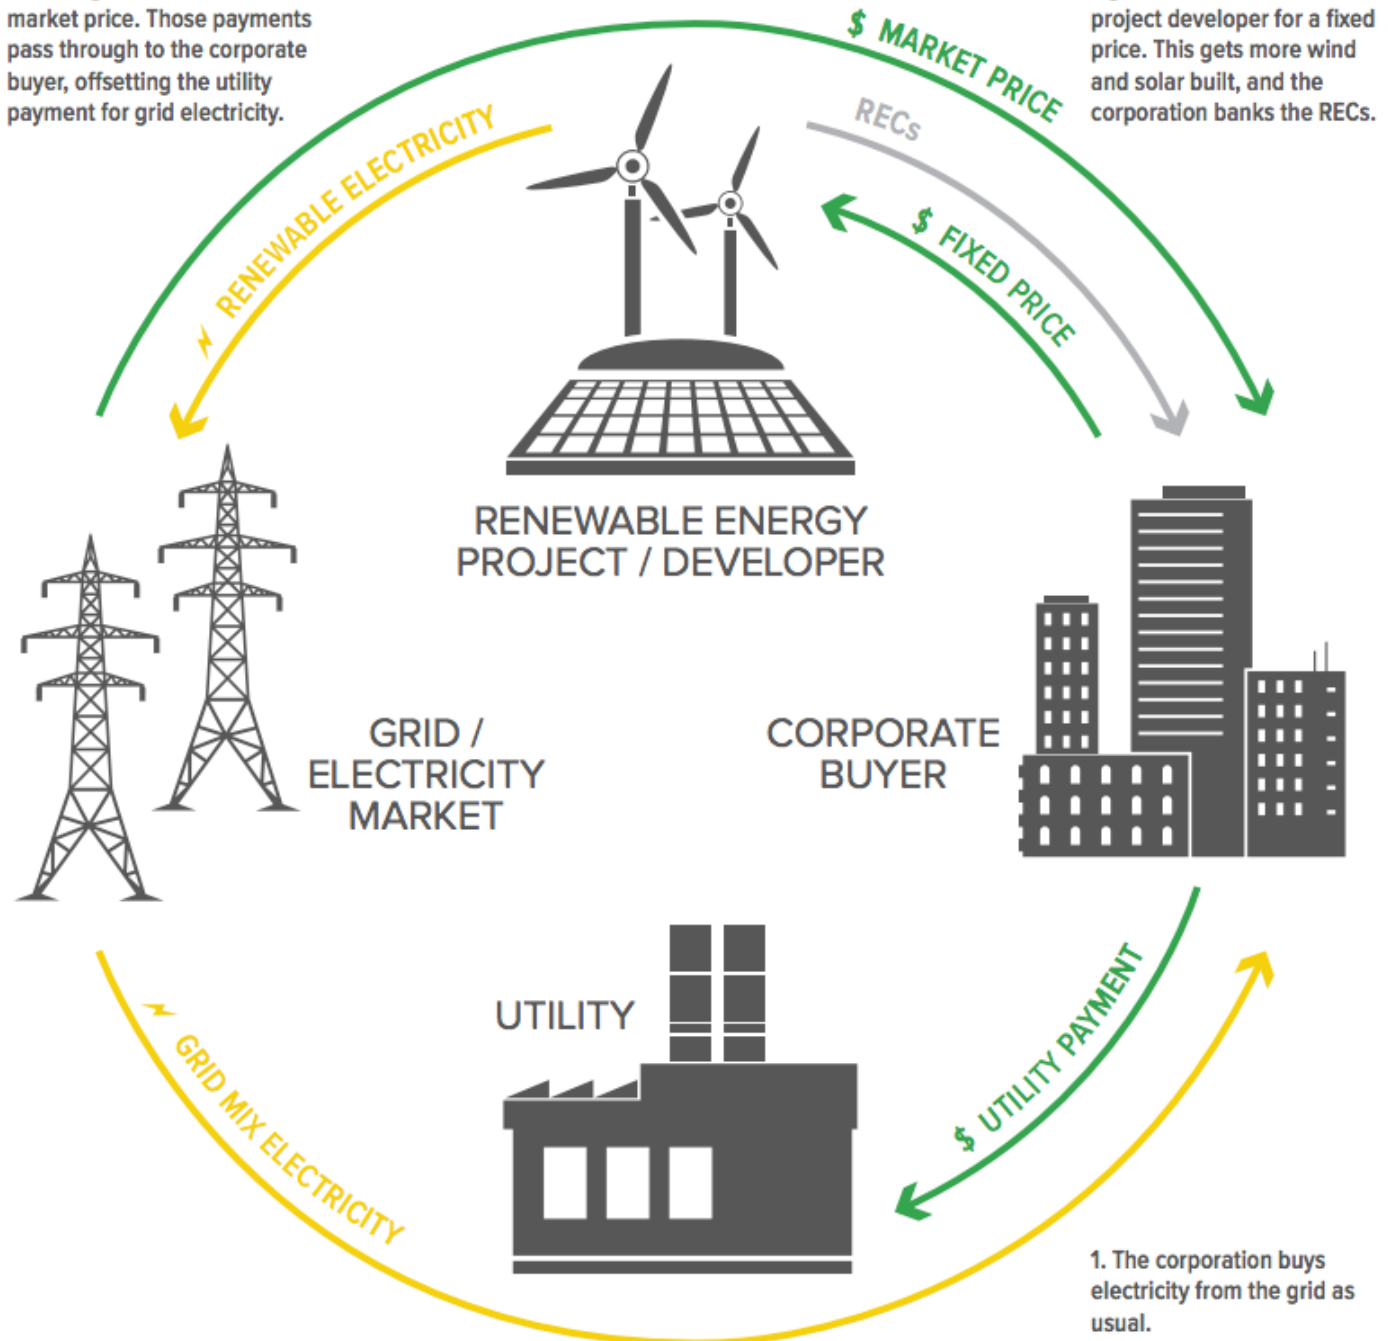 market price. Those payments
pass through to the corporate
buyer, offsetting the utility
payment for grid electricity.
project developer for a fixed
price. This gets more wind
and solar built, and the
corporation banks the RECs.
$ MARKET PRICE
RECs
$ FIXED PRICE
RENEWABLE ELECTRICITY
RENEWABLE ENERGY
PROJECT / DEVELOPER
GRID /
ELECTRICITY
MARKET
CORPORATE
BUYER
UTILITY
$ UTILITY PAYMENT
GRID MIX ELECTRICITY
1. The corporation buys
electricity from the grid as
usual.